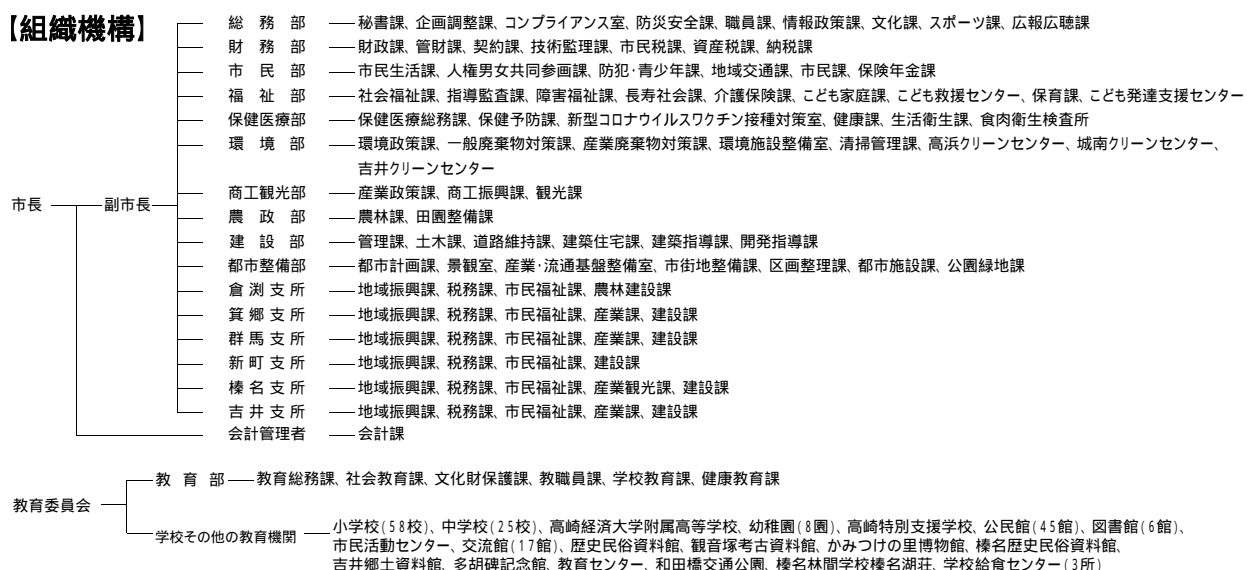 【組織機構】
総務部 秘書課、企画調整課、コンプライアンス室、防災安全課、職員課、情報政策課、文化課、スポーツ課、広報広聴課
財務部 財政課、管財課、契約課、技術監理課、市民税課、資産税課、納税課
市民部 市民生活課、人権男女共同参画課、防犯・青少年課、地域交通課、市民課、保険年金課
福祉部 社会福祉課、指導監査課、障害福祉課、長寿社会課、介護保険課、こども家庭課、こども救援センター、保育課、こども発達支援センター
保健医療部 保健医療総務課、保健予防課、新型コロナウイルスワクチン接種対策室、健康課、生活衛生課、食肉衛生検査所
環境部 環境政策課、一般廃棄物対策課、産業廃棄物対策課、環境施設整備室、清掃管理課、高浜クリーンセンター、城南クリーンセンター、
吉井クリーンセンター
商工観光部 産業政策課、商工振興課、観光課
市長 副市長
農政部 農林課、田園整備課
建設部 管理課、土木課、道路維持課、建築住宅課、建築指導課、開発指導課
都市整備部 都市計画課、景観室、産業・流通基盤整備室、市街地整備課、区画整理課、都市施設課、公園緑地課
倉渕支所 地域振興課、税務課、市民福祉課、農林建設課
箕郷支所 地域振興課、税務課、市民福祉課、産業課、建設課
群馬支所 地域振興課、税務課、市民福祉課、産業課、建設課
新町支所 地域振興課、税務課、市民福祉課、建設課
榛名支所 地域振興課、税務課、市民福祉課、産業観光課、建設課
吉井支所 地域振興課、税務課、市民福祉課、産業課、建設課
会計管理者 会計課
教育部 教育総務課、社会教育課、文化財保護課、教職員課、学校教育課、健康教育課
教育委員会
学校その他の教育機関 小学校(58校)、中学校(25校)、高崎経済大学附属高等学校、幼稚園(8園)、高崎特別支援学校、公民館(45館)、図書館(6館)、
市民活動センター、交流館(17館)、歴史民俗資料館、観音塚考古資料館、かみつけの里博物館、榛名歴史民俗資料館、
吉井郷土資料館、多胡碑記念館、教育センター、和田橋交通公園、榛名林間学校榛名湖荘、学校給食センター(3所)